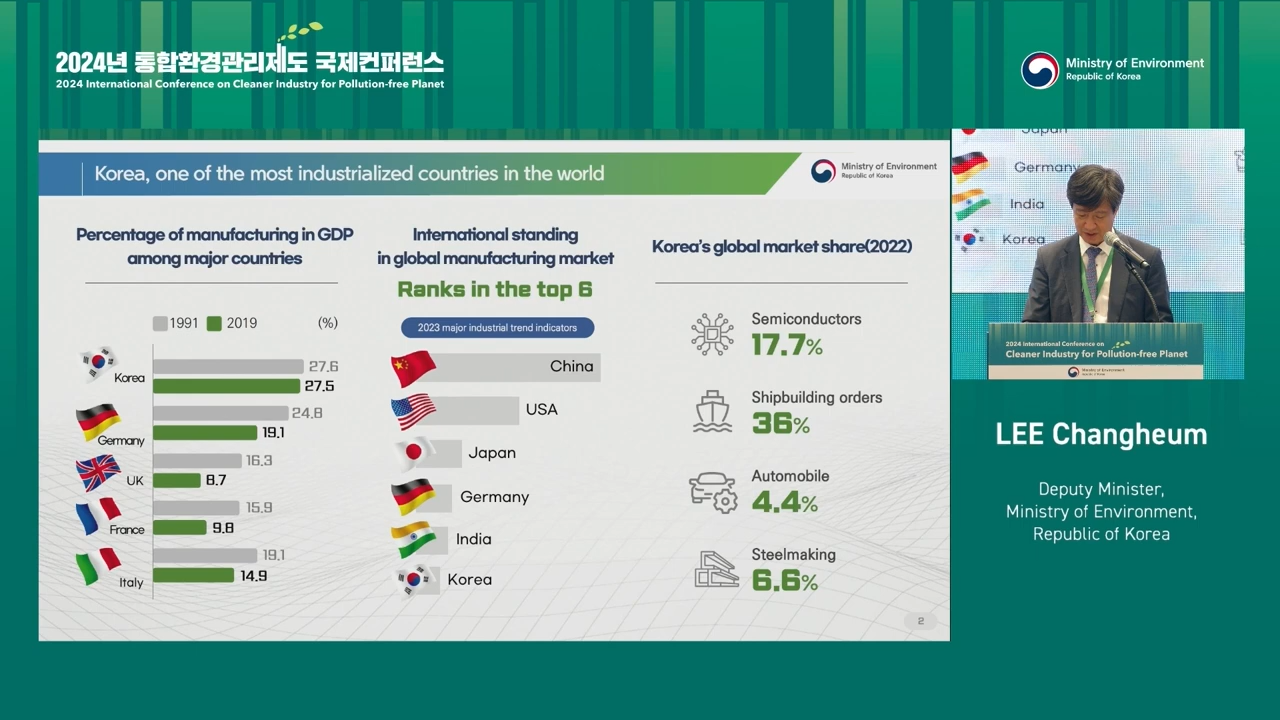 2024년 통합환경관리제도 국제컨퍼런스
2024 International Conference on Cleaner Industry for Pollution-free Planet
Ministry of Environment
Republic of Korea
Korea, one of the most industrialized countries in the world
Ministry of Environment
Republic of Korea
Percentage of manufacturing in GDP
among major countries
1991 2019 (%)
Korea 27.6
27.5
Germany 24.8
19.1
UK 16.3
8.7
France 15.9
9.8
Italy 19.1
14.9
International standing
in global manufacturing market
Ranks in the top 6
2023 major industrial trend indicators
China
USA
Japan
Germany
India
Korea
Korea's global market share(2022)
Semiconductors
17.7%
Shipbuilding orders
36%
Automobile
4.4%
Steelmaking
6.6%
2
Japan
Germany
India
Korea
2024 International Conference on
Cleaner Industry for Pollution-free Planet
Ministry of Environment
LEE Changheum
Deputy Minister,
Ministry of Environment,
Republic of Korea